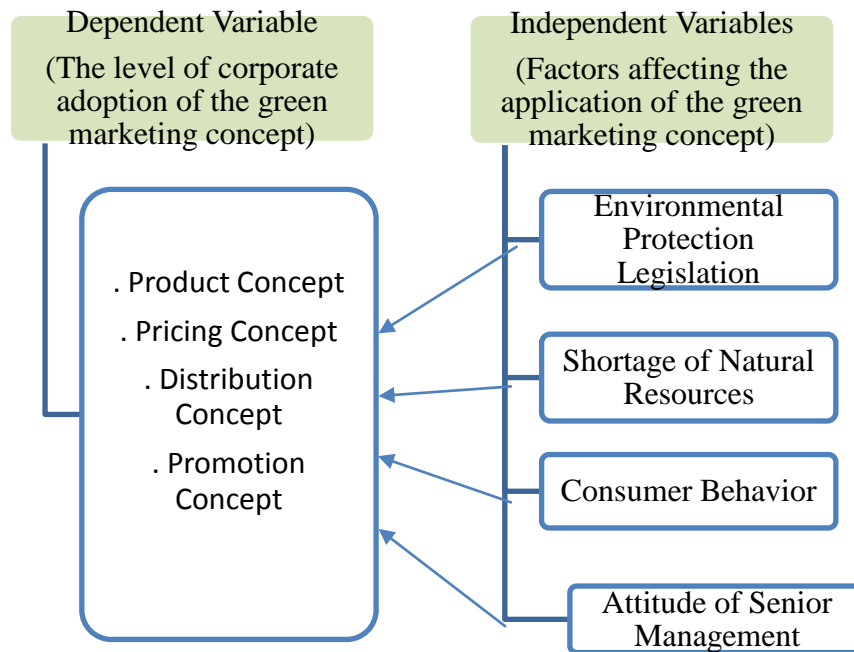 Dependent Variable
(The level of corporate
adoption of the green
marketing concept)
. Product Concept
. Pricing Concept
. Distribution
Concept
. Promotion
Concept
Independent Variables
(Factors affecting the
application of the green
marketing concept)
Environmental
Protection
Legislation
Shortage of Natural
Resources
Consumer Behavior
Attitude of Senior
Management